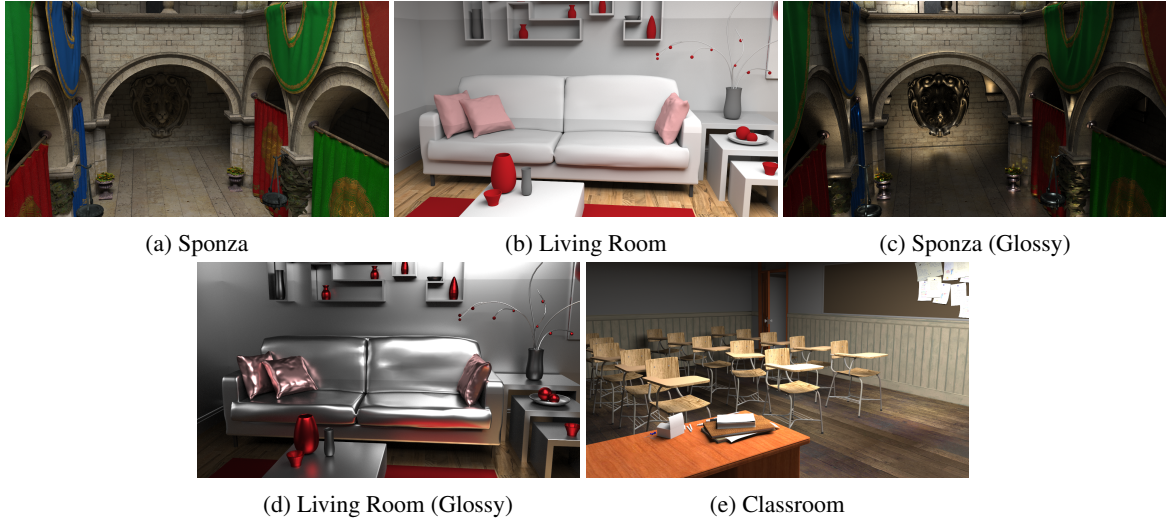 (a) Sponza
(b) Living Room
(c) Sponza (Glossy)
(d) Living Room (Glossy)
(e) Classroom